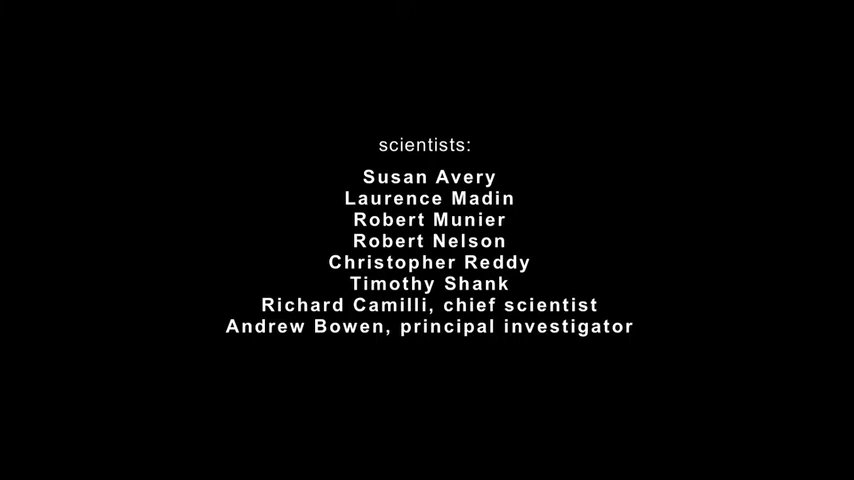 scientists:
Susan Avery
Laurence Madin
Robert Munier
Robert Nelson
Christopher Reddy
Timothy Shank
Richard Camilli, chief scientist
Andrew Bowen, principal investigator